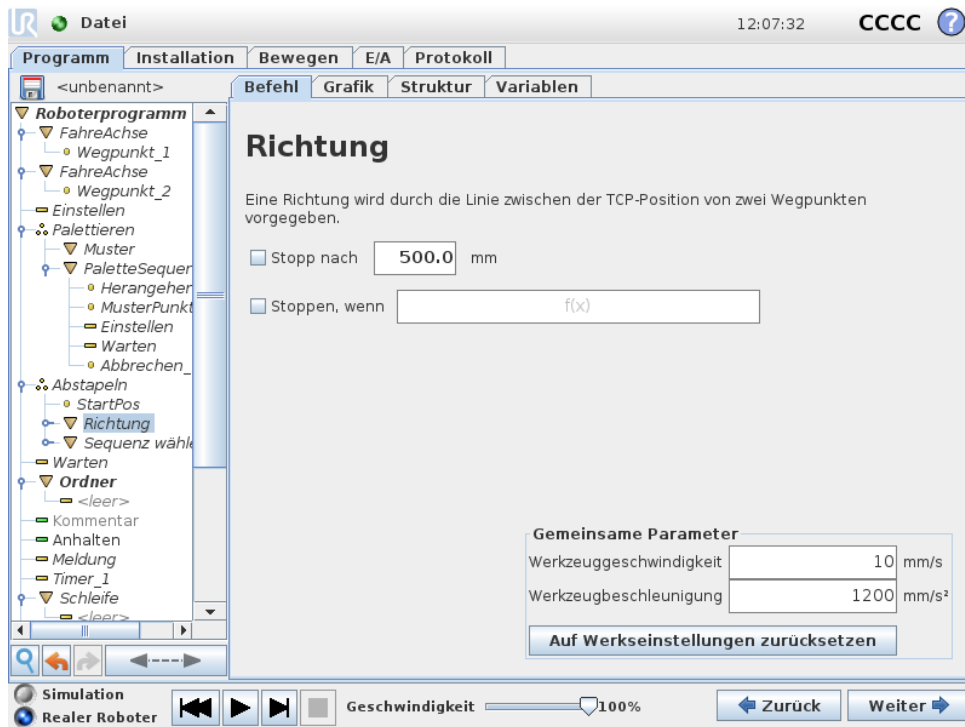 UR Datei 12:07:32 CCCC ?
Programm Installation Bewegen E/A Protokoll
<unbenannt> Befehl Grafik Struktur Variablen
Roboterprogramm
FahreAchse
Wegpunkt_1
FahreAchse
Wegpunkt_2
Einstellen
Palettieren
Muster
PaletteSequer
Herangeher
MusterPunkt
Einstellen
Warten
Abbrechen_
Abstapeln
StartPos
Richtung
Sequenz wähle
Warten
Ordner
<leer>
Kommentar
Anhalten
Meldung
Timer_1
Schleife
<leer>
Richtung
Eine Richtung wird durch die Linie zwischen der TCP-Position von zwei Wegpunkten
vorgegeben.
Stopp nach 500.0 mm
Stoppen, wenn f(x)
Gemeinsame Parameter
Werkzeuggeschwindigkeit 10 mm/s
Werkzeugbeschleunigung 1200 mm/s²
Auf Werkseinstellungen zurücksetzen
Simulation
Realer Roboter
Geschwindigkeit 100%
Zurück Weiter